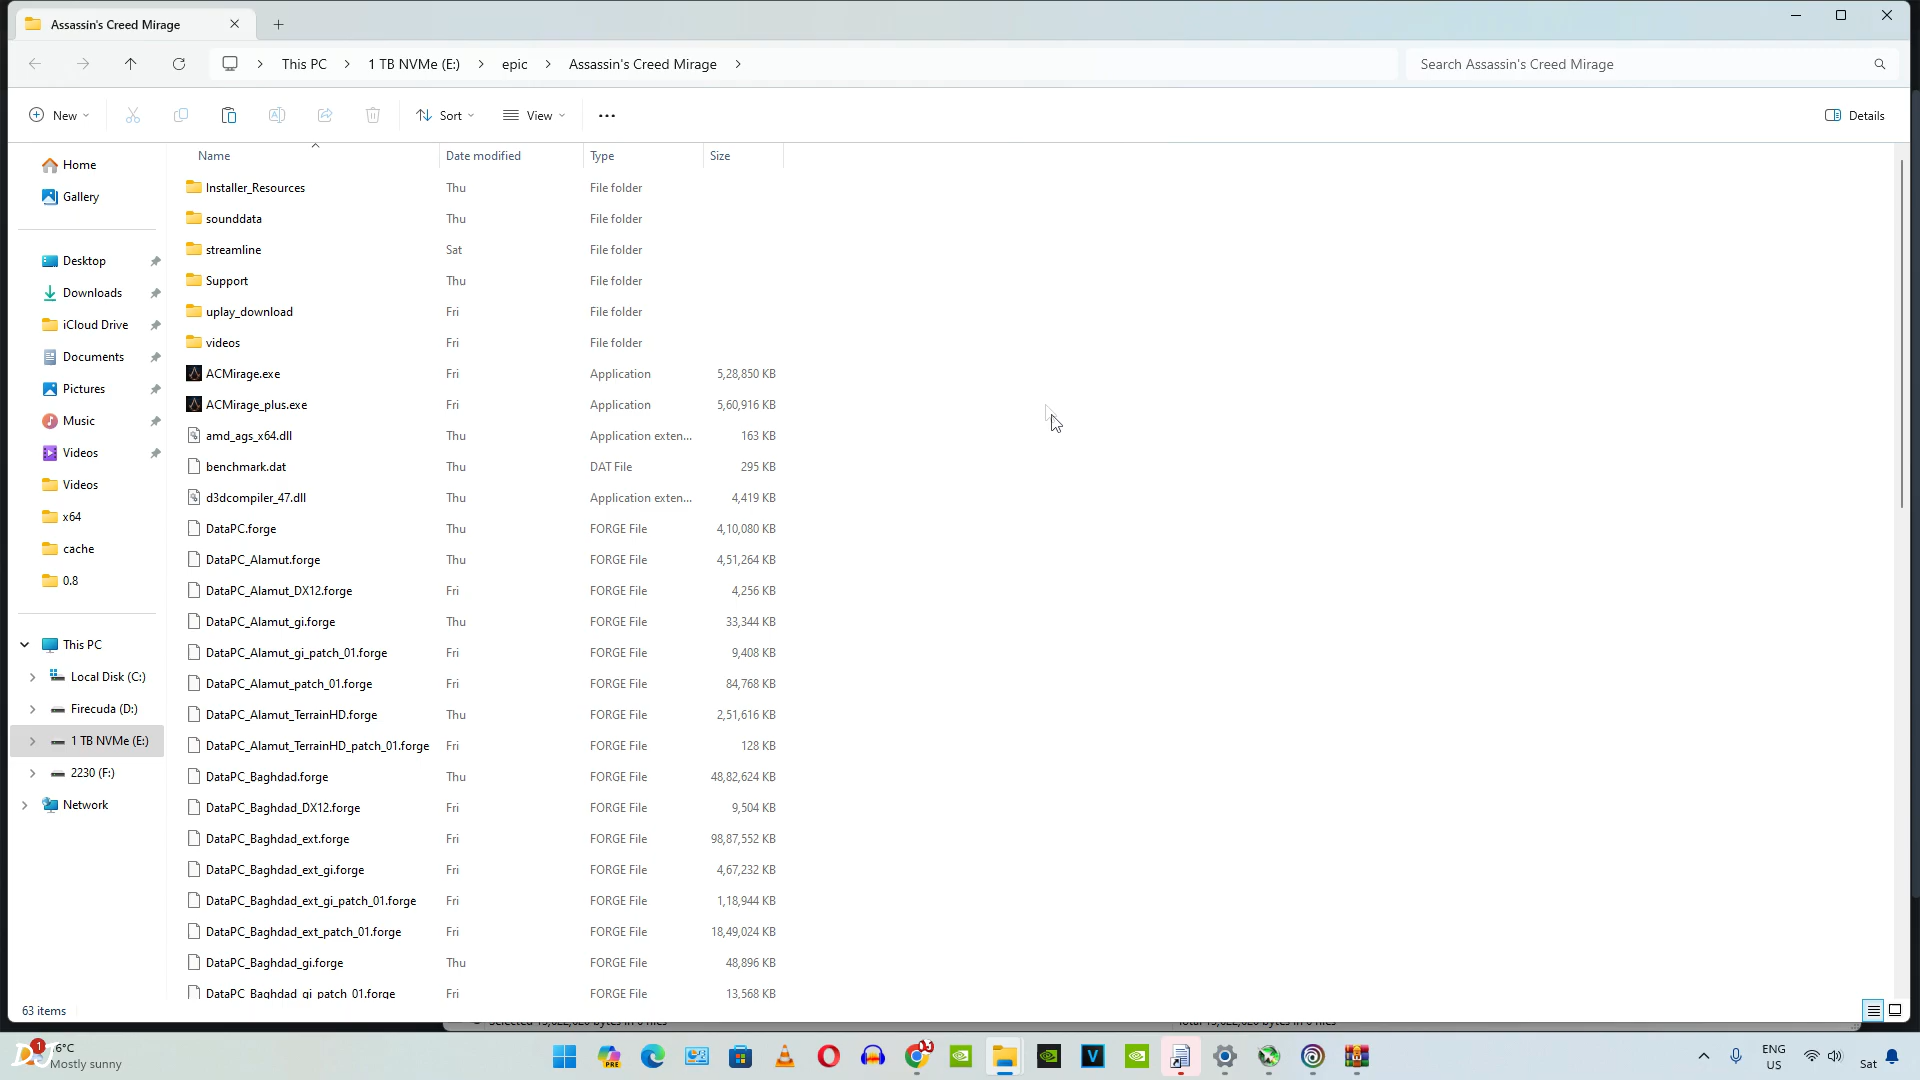 Assassin's Creed Mirage
This PC 1 TB NVMe (E:) epic Assassin's Creed Mirage
Search Assassin's Creed Mirage
New Sort View Details
Name Date modified Type Size
Home
Gallery
Desktop
Downloads
iCloud Drive
Documents
Pictures
Music
Videos
Videos
x64
cache
0.8
This PC
Local Disk (C:)
Firecuda (D:)
1 TB NVMe (E:)
2230 (F:)
Network
Installer_Resources Thu File folder
sounddata Thu File folder
streamline Sat File folder
Support Thu File folder
uplay_download Fri File folder
videos Fri File folder
ACMirage.exe Fri Application 5,28,850 KB
ACMirage_plus.exe Fri Application 5,60,916 KB
amd_ags_x64.dll Thu Application exten... 163 KB
benchmark.dat Thu DAT File 295 KB
d3dcompiler_47.dll Thu Application exten... 4,419 KB
DataPC.forge Thu FORGE File 4,10,080 KB
DataPC_Alamut.forge Thu FORGE File 4,51,264 KB
DataPC_Alamut_DX12.forge Fri FORGE File 4,256 KB
DataPC_Alamut_gi.forge Thu FORGE File 33,344 KB
DataPC_Alamut_gi_patch_01.forge Fri FORGE File 9,408 KB
DataPC_Alamut_patch_01.forge Fri FORGE File 84,768 KB
DataPC_Alamut_TerrainHD.forge Thu FORGE File 2,51,616 KB
DataPC_Alamut_TerrainHD_patch_01.forge Fri FORGE File 128 KB
DataPC_Baghdad.forge Thu FORGE File 48,82,624 KB
DataPC_Baghdad_DX12.forge Fri FORGE File 9,504 KB
DataPC_Baghdad_ext.forge Fri FORGE File 98,87,552 KB
DataPC_Baghdad_ext_gi.forge Fri FORGE File 4,67,232 KB
DataPC_Baghdad_ext_gi_patch_01.forge Fri FORGE File 1,18,944 KB
DataPC_Baghdad_ext_patch_01.forge Fri FORGE File 18,49,024 KB
DataPC_Baghdad_gi.forge Thu FORGE File 48,896 KB
DataPC_Baghdad_gi_patch_01.forge Fri FORGE File 13,568 KB
63 items
1
6°C
Mostly sunny
PRE
V
ENG
US
Sat